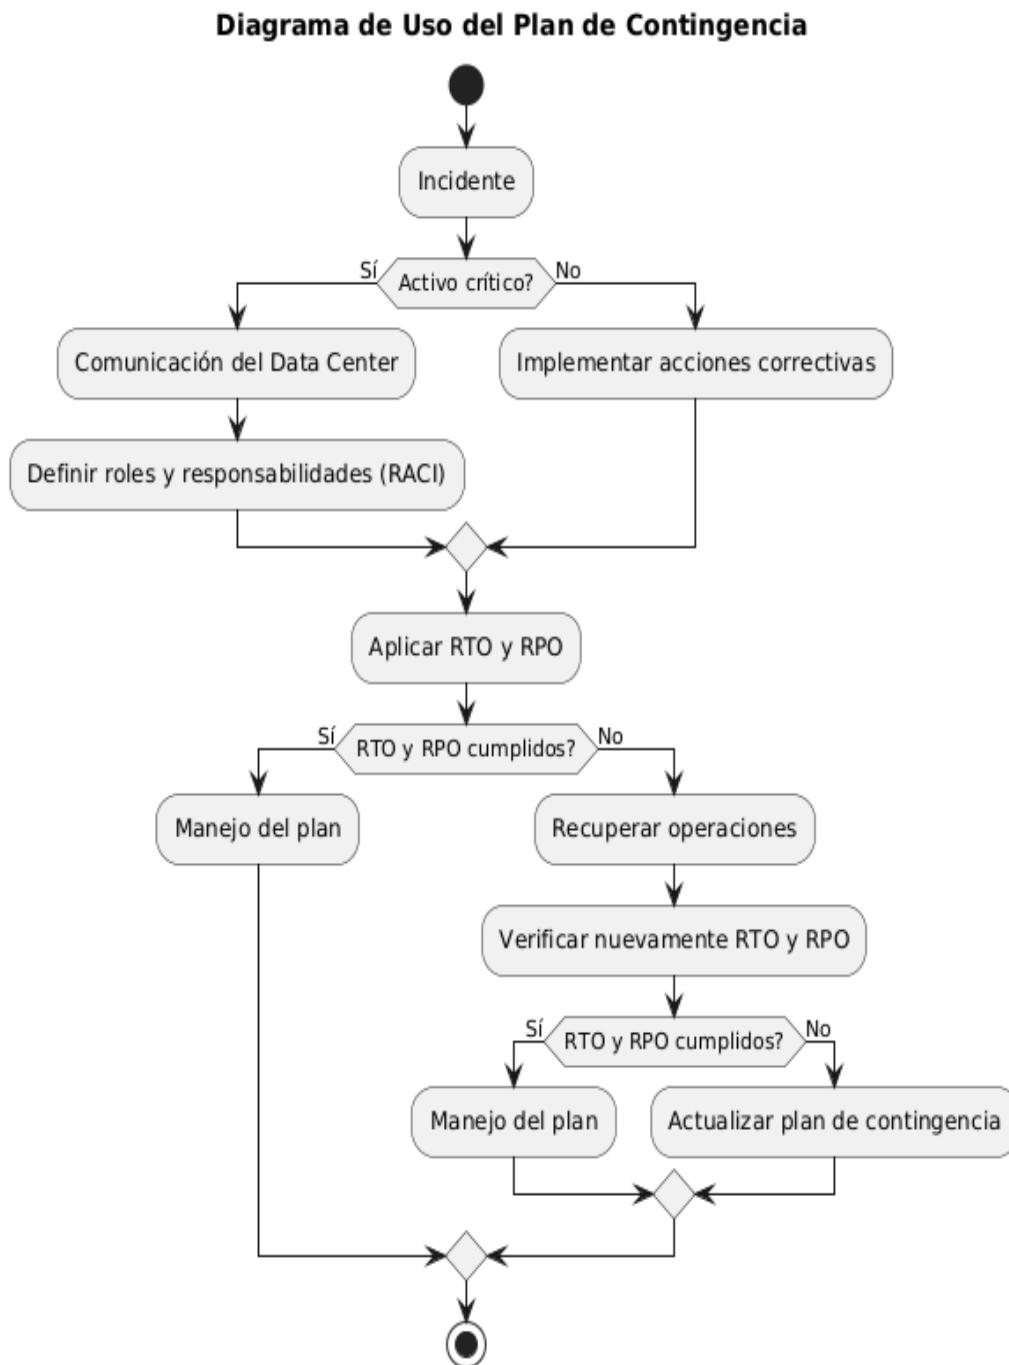 Diagrama de Uso del Plan de Contingencia
Incidente
Sí
Activo crítico?
No
Comunicación del Data Center
Implementar acciones correctivas
Definir roles y responsabilidades (RACI)
Aplicar RTO y RPO
Sí
RTO y RPO cumplidos?
No
Manejo del plan
Recuperar operaciones
Verificar nuevamente RTO y RPO
Sí
RTO y RPO cumplidos?
No
Manejo del plan
Actualizar plan de contingencia